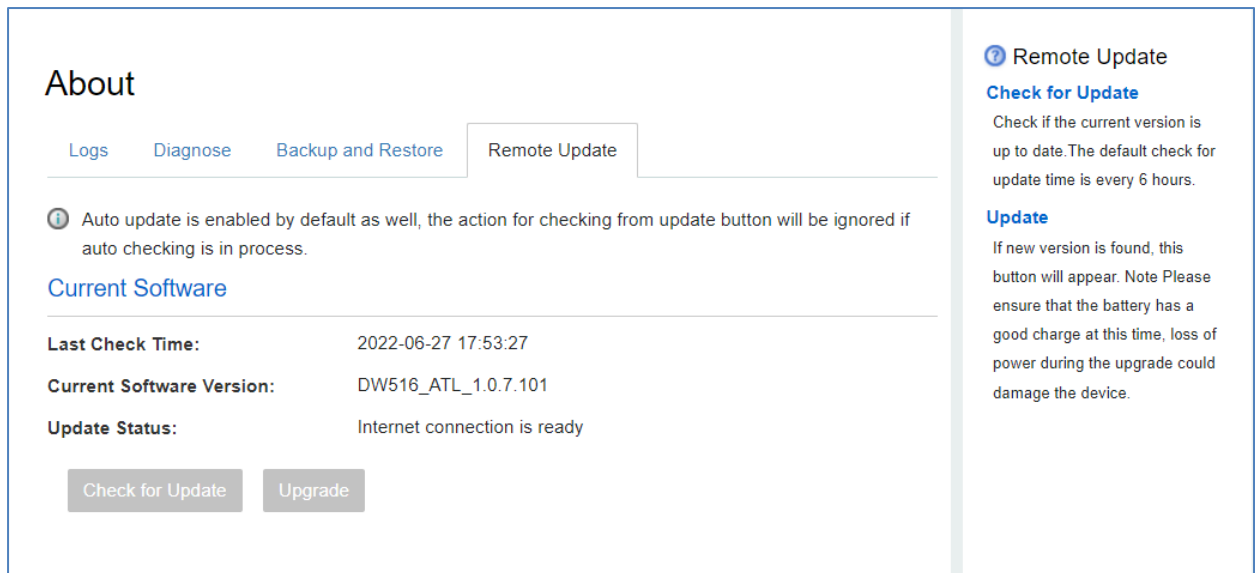 About
Logs
Diagnose
Backup and Restore
Remote Update
Auto update is enabled by default as well, the action for checking from update button will be ignored if
auto checking is in process.
Current Software
Last Check Time: 2022-06-27 17:53:27
Current Software Version: DW516_ATL_1.0.7.101
Update Status: Internet connection is ready
Check for Update
Upgrade
Remote Update
Check for Update
Check if the current version is
up to date.The default check for
update time is every 6 hours.
Update
If new version is found, this
button will appear. Note Please
ensure that the battery has a
good charge at this time, loss of
power during the upgrade could
damage the device.